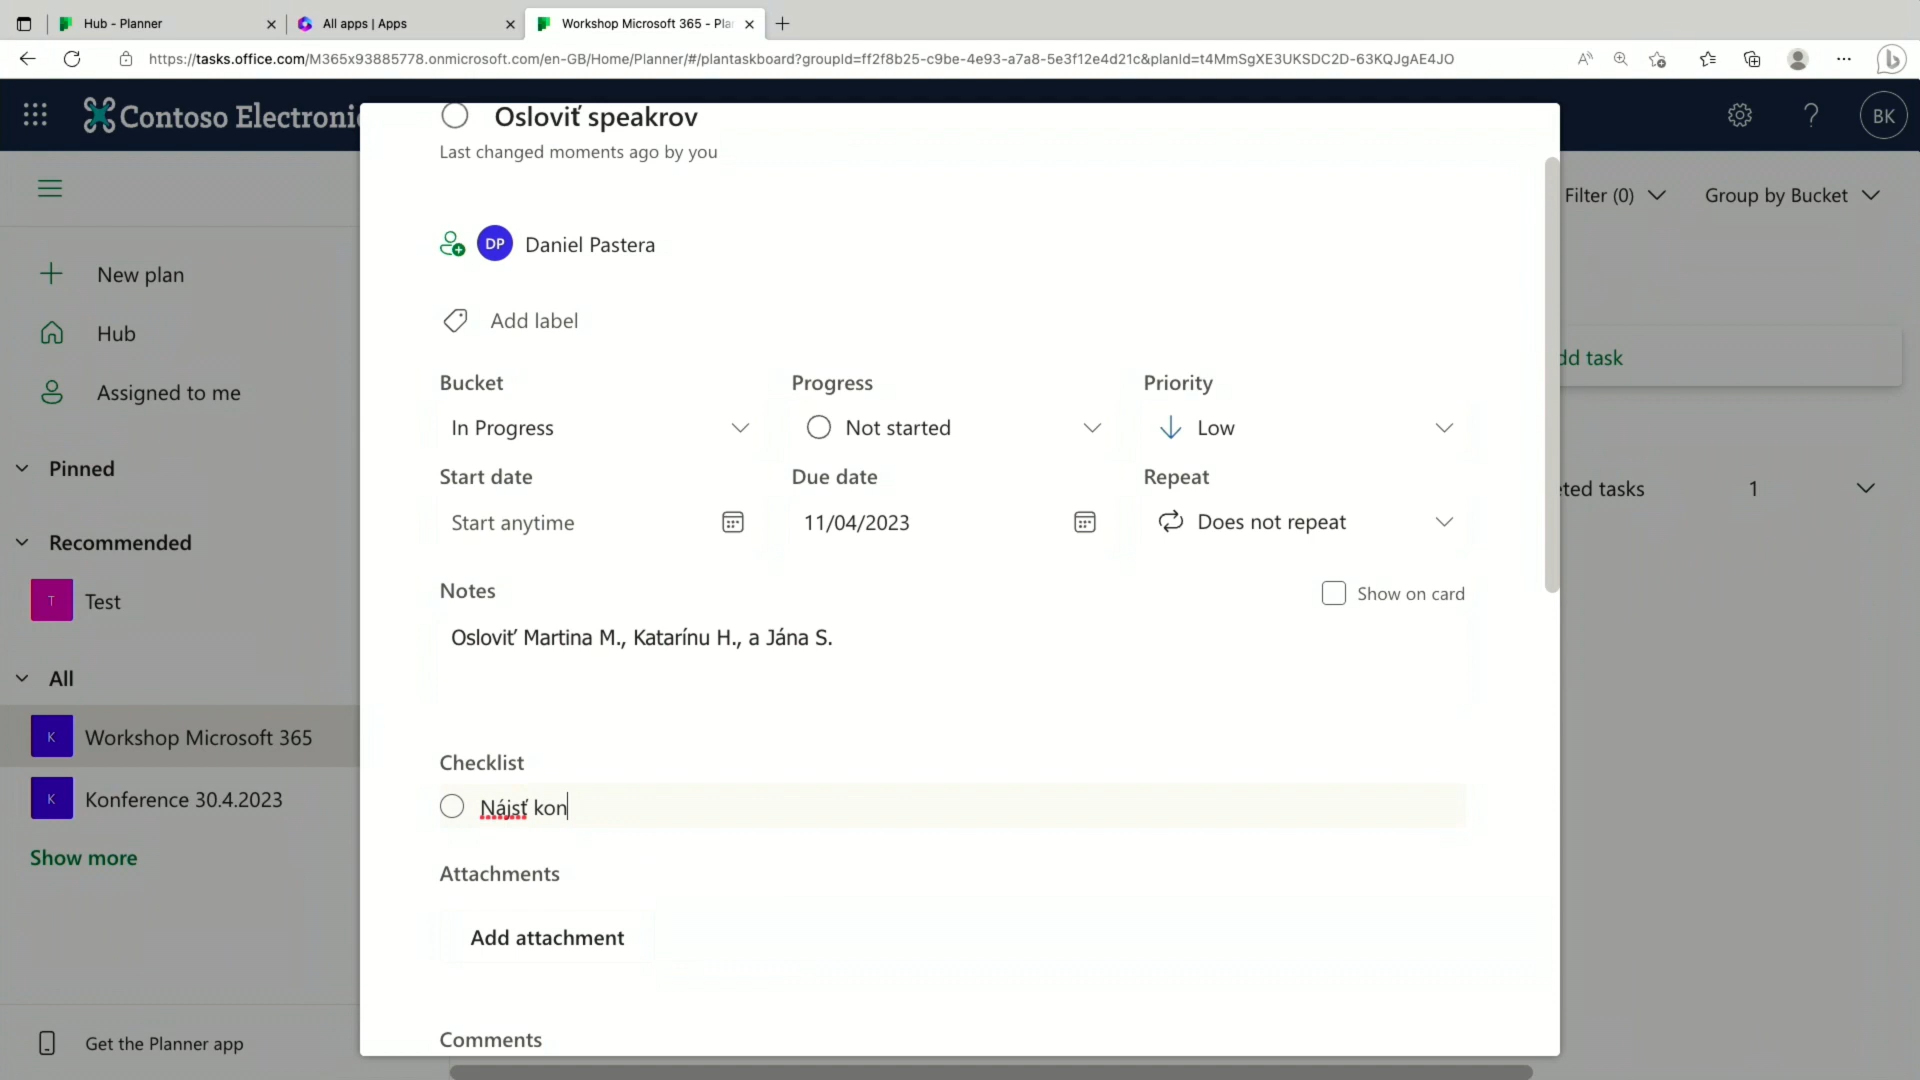 Hub - Planner
All apps | Apps
Workshop Microsoft 365 - Pla
https://tasks.office.com/M365x93885778.onmicrosoft.com/en-GB/Home/Planner/#/plantaskboard?groupId=ff2f8b25-c9be-4e93-a7a8-5e3f12e4d21c&planId=t4MmSgXE3UKSDC2D-63KQJgAE4JO
Contoso Electroni
BK
Osloviť speakrov
Last changed moments ago by you
Filter (0)
Group by Bucket
DP
Daniel Pastera
New plan
Hub
Assigned to me
Add label
dd task
Bucket
Progress
Priority
In Progress
Not started
Low
Pinned
Start date
Due date
Repeat
Start anytime
11/04/2023
Does not repeat
ted tasks
1
Recommended
T
Test
Notes
Show on card
Osloviť Martina M., Katarínu H., a Jána S.
All
K
Workshop Microsoft 365
K
Konference 30.4.2023
Show more
Checklist
Nájsť kon
Attachments
Add attachment
Comments
Get the Planner app